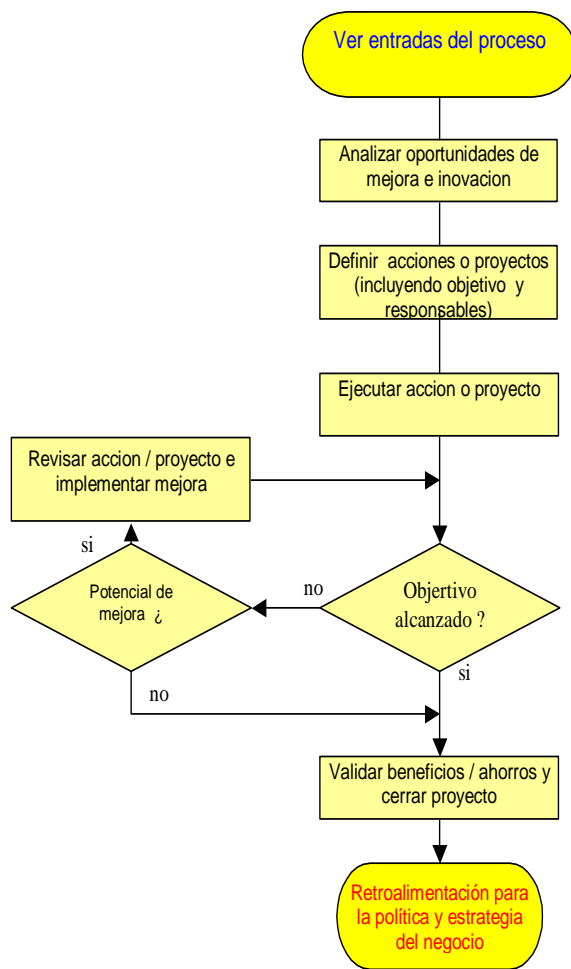 Ver entradas del proceso
Analizar oportunidades de
mejora e inovacion
Definir acciones o proyectos
(incluyendo objetivo y
responsables)
Ejecutar accion o proyecto
Revisar accion / proyecto e
implementar mejora
si
Potencial de
mejora ¿
no
Objertivo
alcanzado ?
si
no
Validar beneficios / ahorros y
cerrar proyecto
Retroalimentación para
la política y estrategia
del negocio